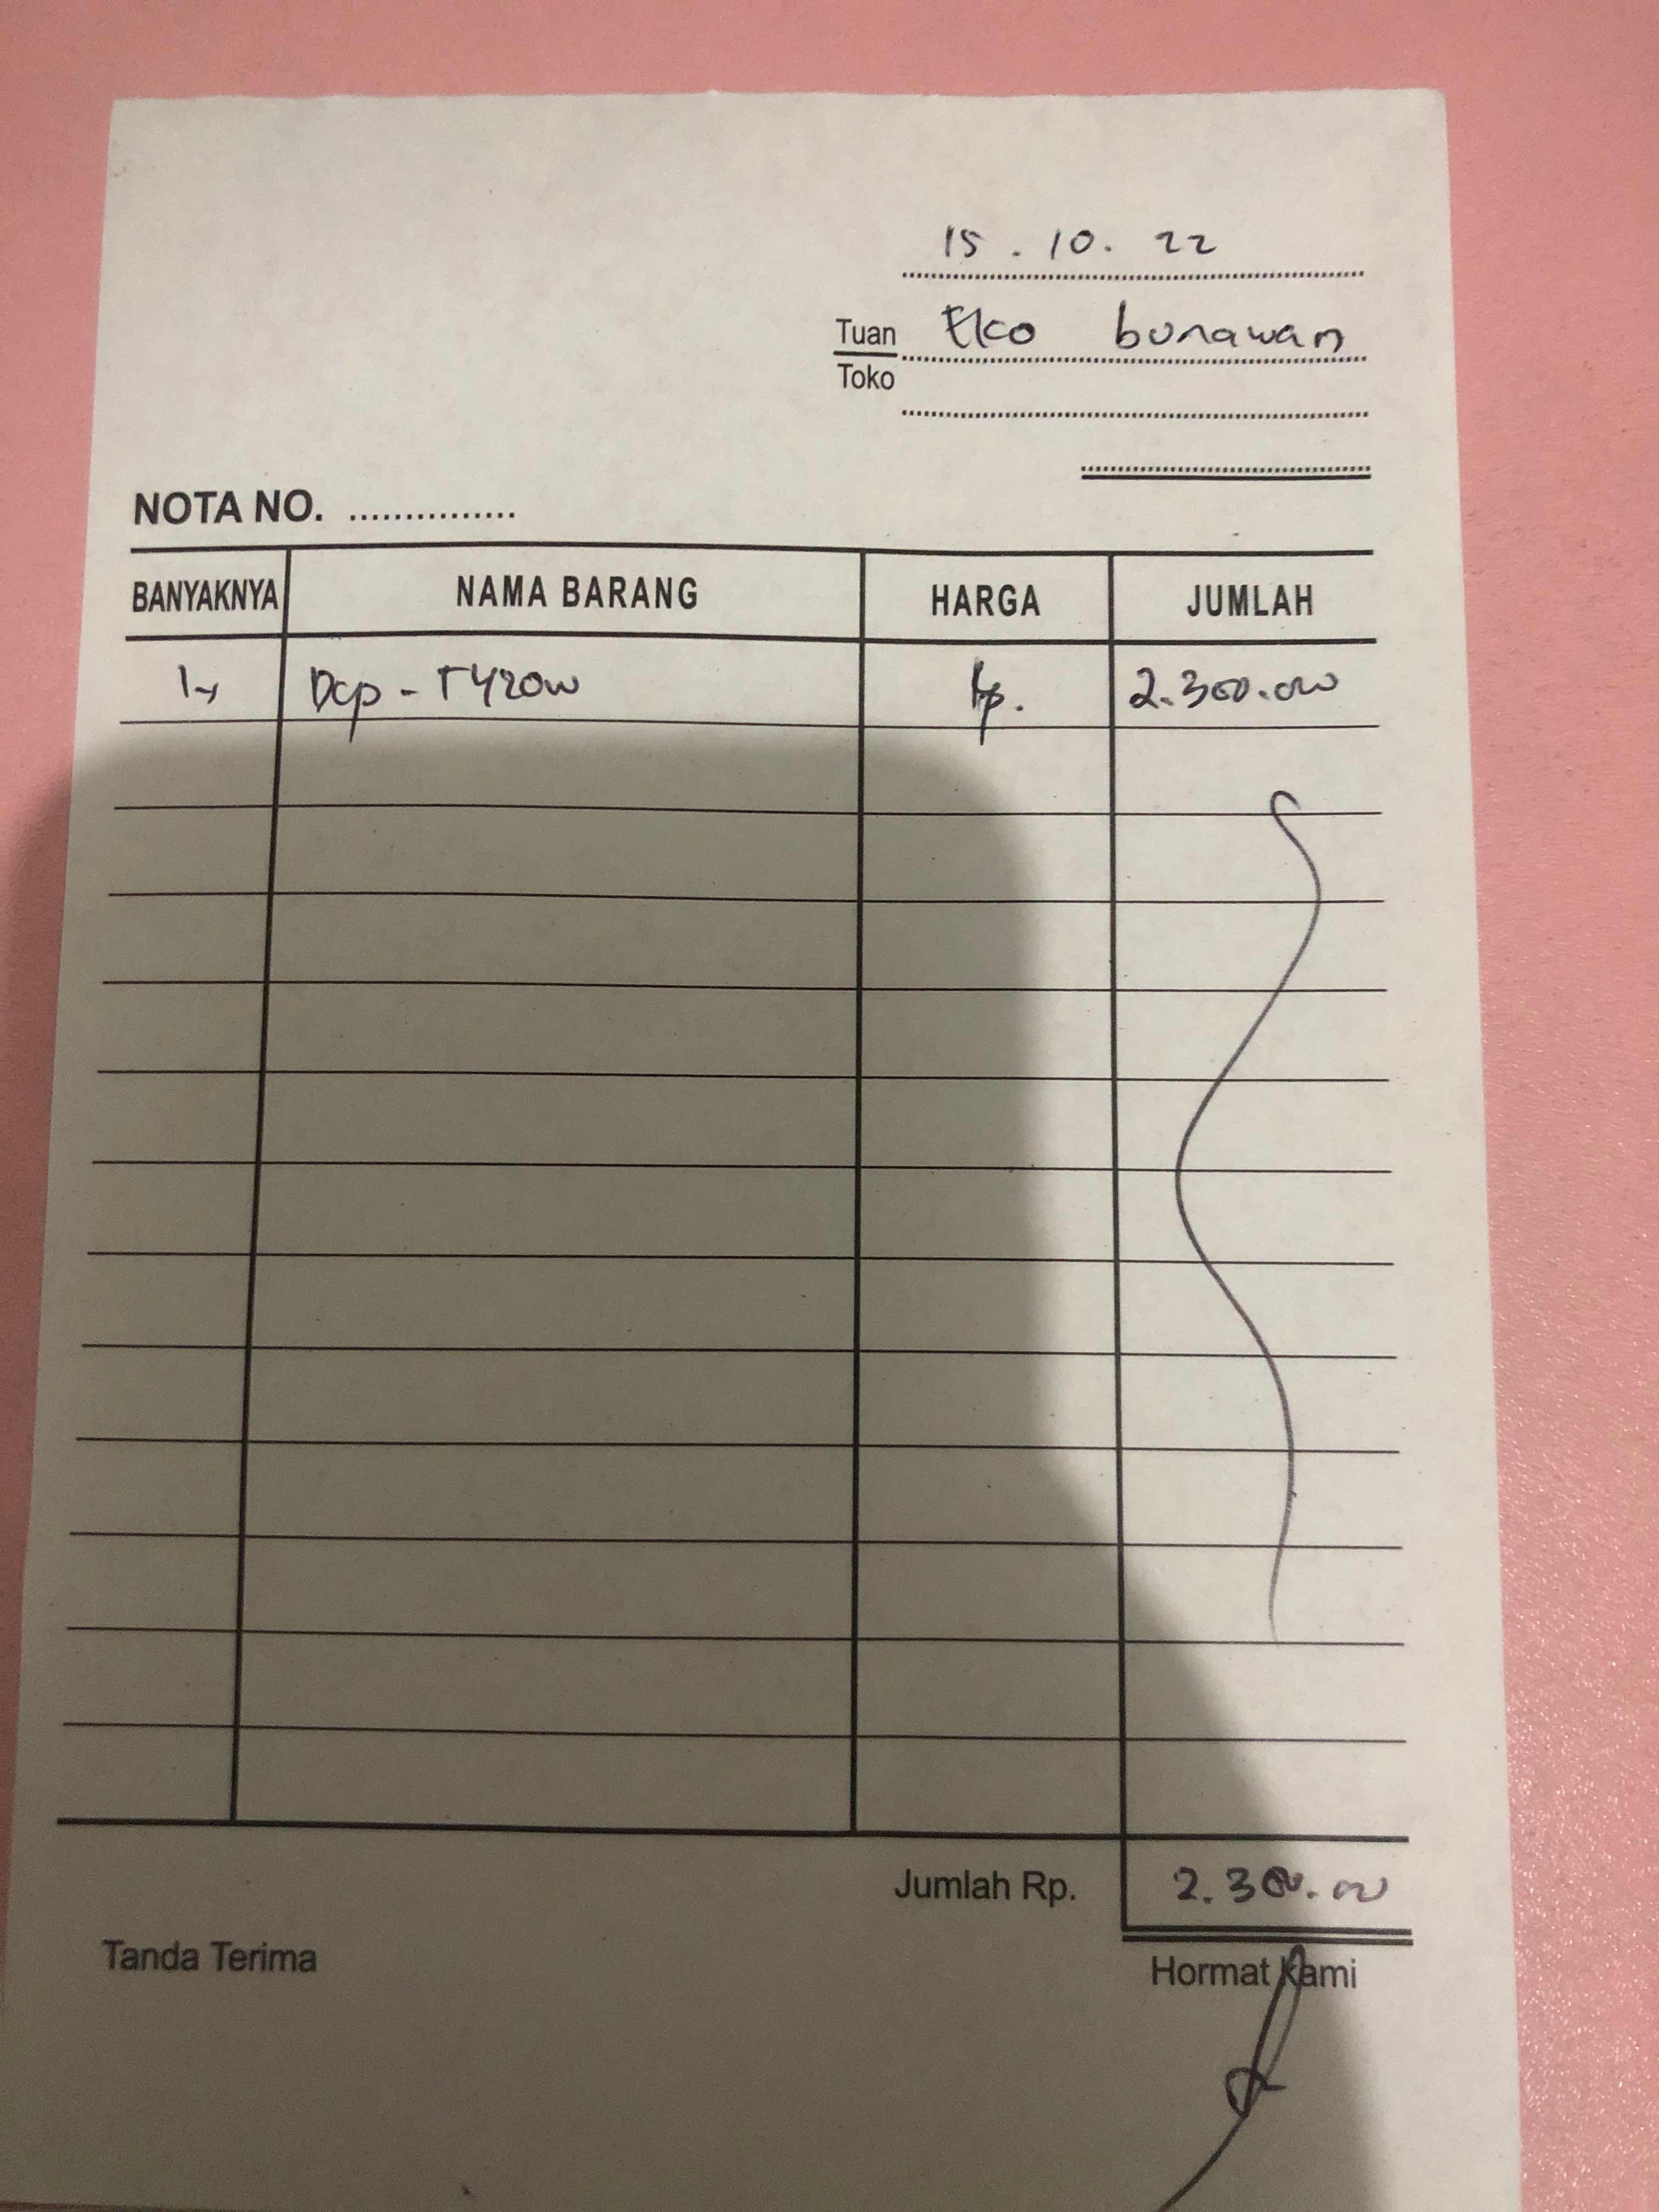 15.10.22
Tuan Eko bunawan
Toko
NOTA NO. ...............
BANYAKNYA NAMA BARANG HARGA JUMLAH
1 Dcp-T420w Rp. 2.300.000
Jumlah Rp. 2.300.000
Tanda Terima Hormat Kami